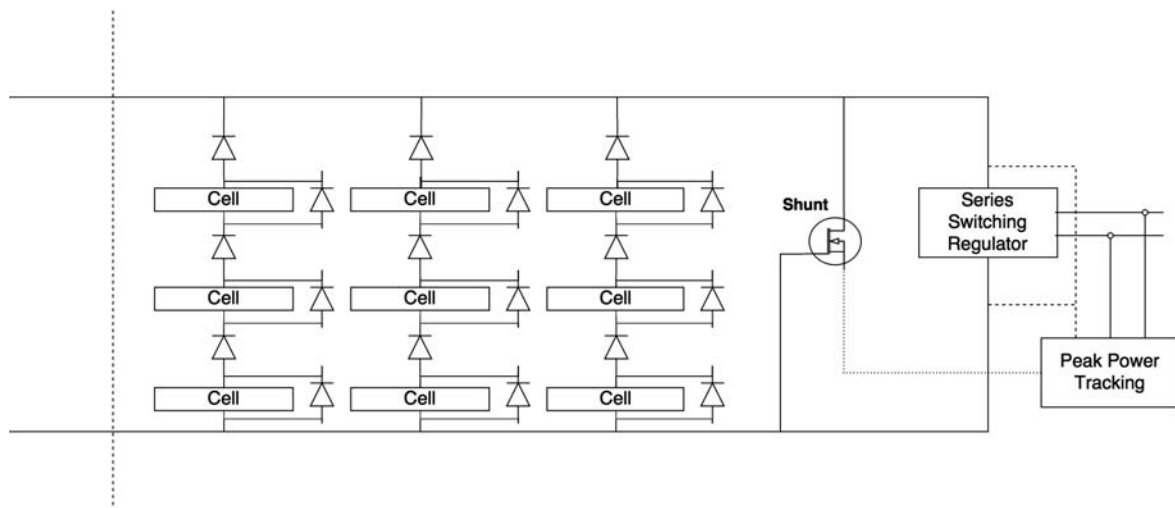 Cell
Cell
Cell
Shunt
Series
Switching
Regulator
Cell
Cell
Cell
Peak Power
Tracking
Cell
Cell
Cell